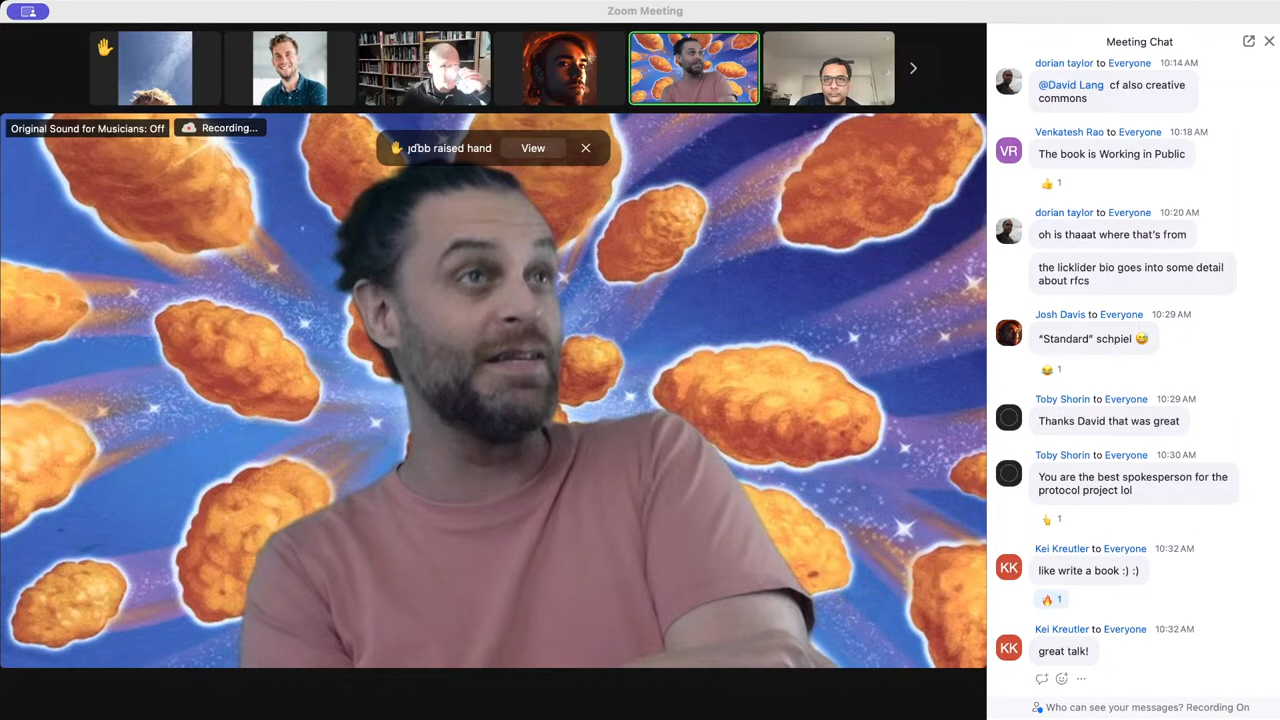 Zoom Meeting
Original Sound for Musicians: Off
Recording...
ɟɒʳbb raised hand
View
Meeting Chat
dorian taylor to Everyone 10:14 AM
@David Lang cf also creative
commons
Venkatesh Rao to Everyone 10:18 AM
VR
The book is Working in Public
1
dorian taylor to Everyone 10:20 AM
oh is thaaat where that's from
the licklider bio goes into some detail
about rfcs
Josh Davis to Everyone 10:29 AM
“Standard” schpiel 😅
1
Toby Shorin to Everyone 10:29 AM
Thanks David that was great
Toby Shorin to Everyone 10:30 AM
You are the best spokesperson for the
protocol project lol
1
Kei Kreutler to Everyone 10:32 AM
KK
like write a book :) :)
1
Kei Kreutler to Everyone 10:32 AM
KK
great talk!
Who can see your messages? Recording On